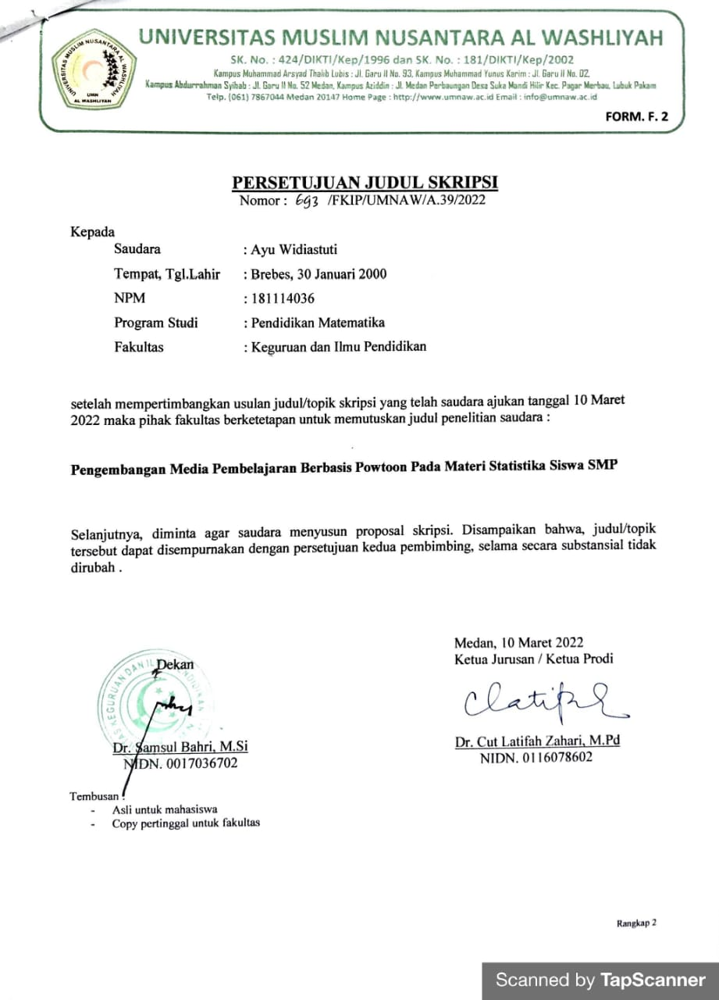 UNIVERSITAS MUSLIM NUSANTARA AL WASHLIYAH
SK. No. : 424/DIKTI/Kep/1996 dan SK. No. : 181/DIKTI/Kep/2002
Kampus Muhammad Arsyad Thalib Lubis : Jl. Garu II No. 93, Kampus Muhammad Yunus Karim : Jl. Garu II No. 02,
Kampus Abdurrahman Syihab : Jl. Garu II No. 52 Medan, Kampus Aziddin : Jl. Medan Perbaungan Desa Suka Mandi Hilir Kec. Pagar Merbau, Lubuk Pakam
Telp. (061) 7867044 Medan 20147 Home Page : http://www.umnaw.ac.id Email : info@umnaw.ac.id
UNIVERSITAS MUSLIM NUSANTARA AL WASHLIYAH
UMN
AL WASHLIYAH
FORM. F. 2
PERSETUJUAN JUDUL SKRIPSI
Nomor : 693 /FKIP/UMNAW/A.39/2022
Kepada
Saudara : Ayu Widiastuti
Tempat, Tgl.Lahir : Brebes, 30 Januari 2000
NPM : 181114036
Program Studi : Pendidikan Matematika
Fakultas : Keguruan dan Ilmu Pendidikan
setelah mempertimbangkan usulan judul/topik skripsi yang telah saudara ajukan tanggal 10 Maret
2022 maka pihak fakultas berketetapan untuk memutuskan judul penelitian saudara :
Pengembangan Media Pembelajaran Berbasis Powtoon Pada Materi Statistika Siswa SMP
Selanjutnya, diminta agar saudara menyusun proposal skripsi. Disampaikan bahwa, judul/topik
tersebut dapat disempurnakan dengan persetujuan kedua pembimbing, selama secara substansial tidak
dirubah .
Medan, 10 Maret 2022
Ketua Jurusan / Ketua Prodi
Dekan
Dr. Samsul Bahri, M.Si
NIDN. 0017036702
Clatifah
Dr. Cut Latifah Zahari, M.Pd
NIDN. 0116078602
Tembusan :
- Asli untuk mahasiswa
- Copy pertinggal untuk fakultas
Rangkap 2
Scanned by TapScanner